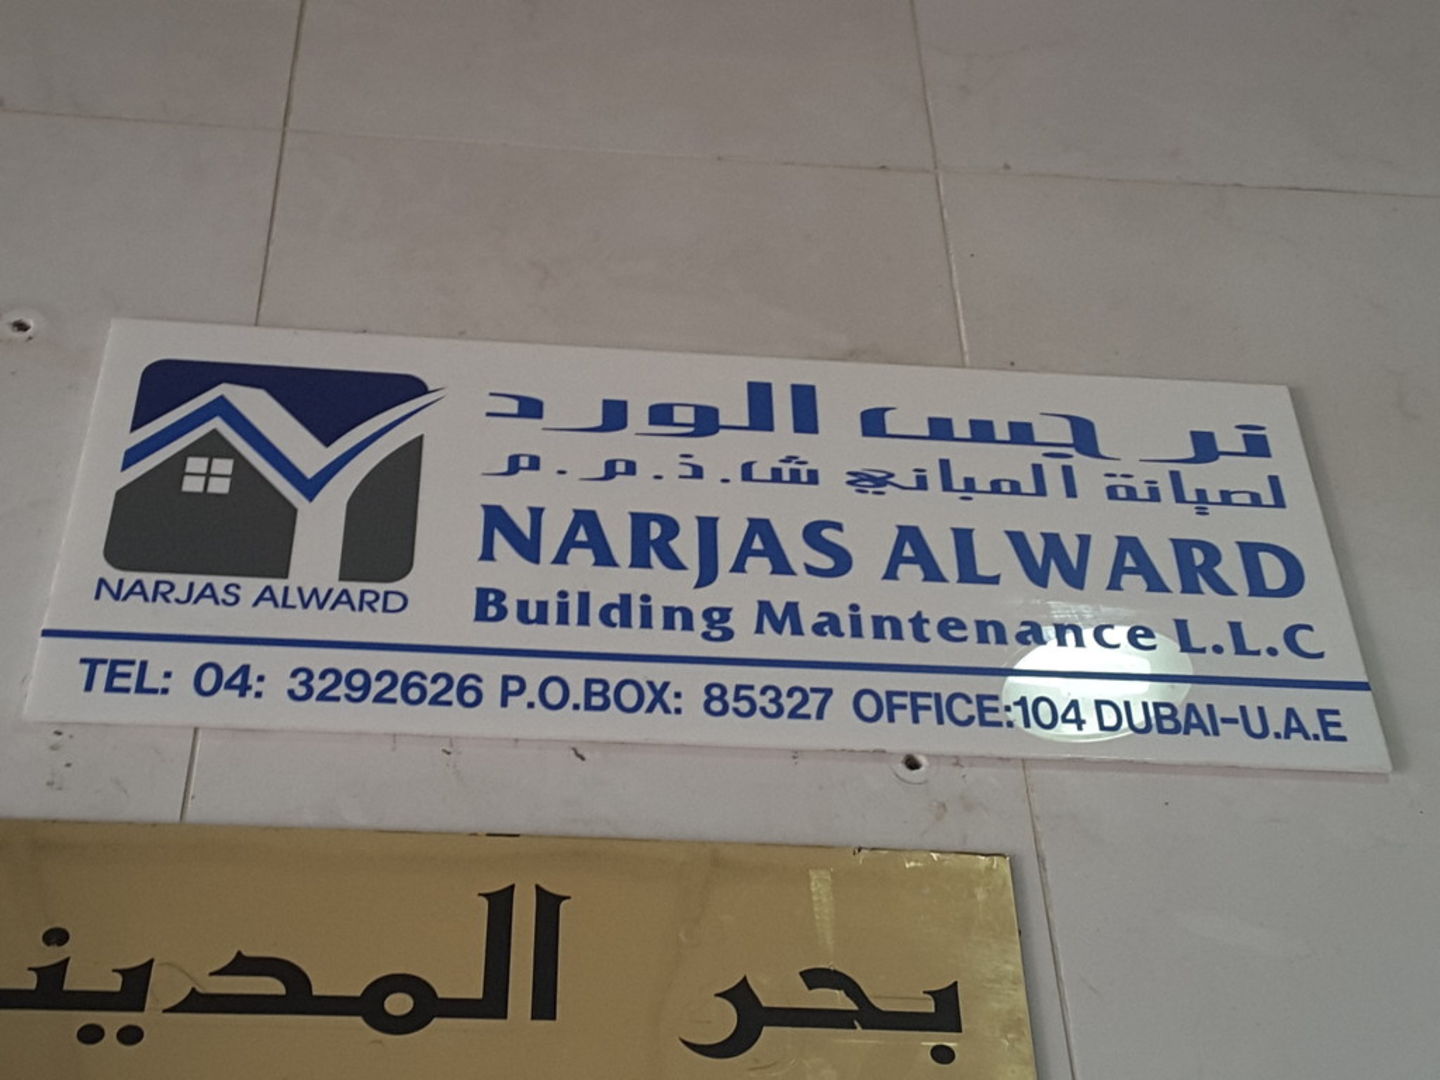 نرجس الورد
لصيانة المباني ش.ذ.م.م
NARJAS ALWARD
Building Maintenance L.L.C
NARJAS ALWARD
TEL: 04: 3292626 P.O.BOX: 85327 OFFICE:104 DUBAI-U.A.E
بحر